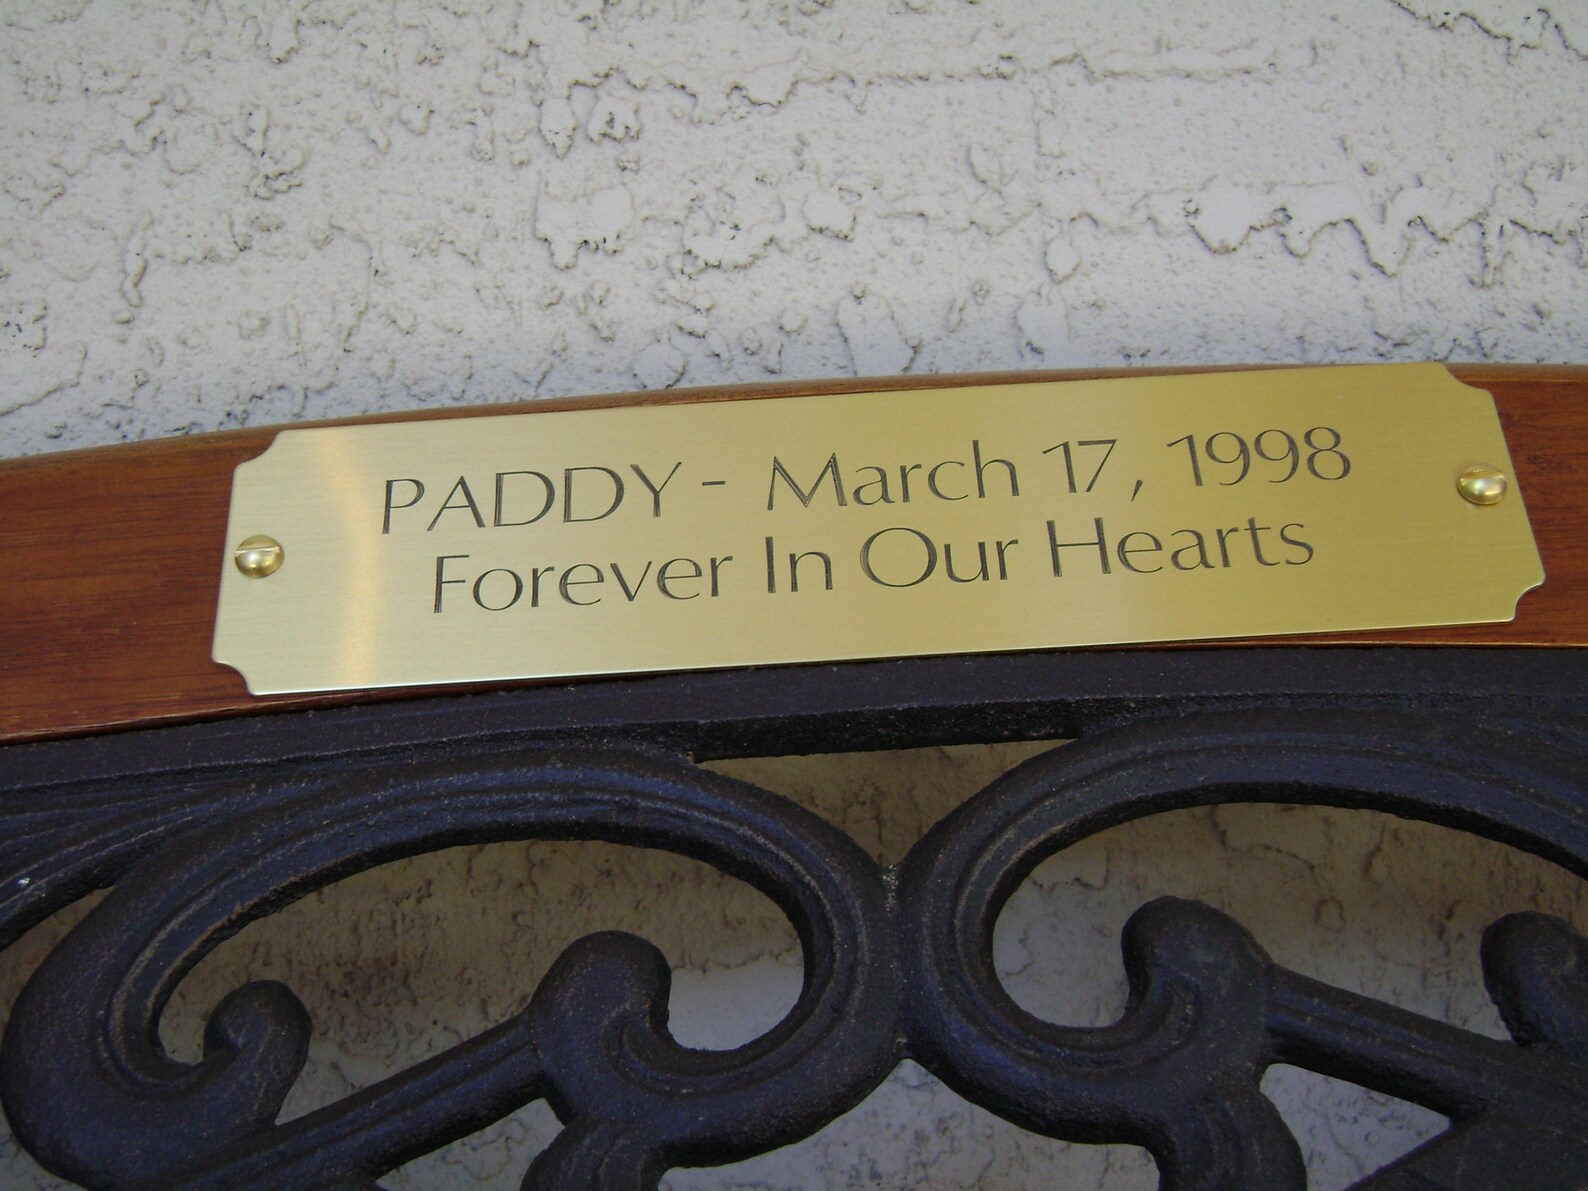 PADDY - March 17, 1998
Forever In Our Hearts